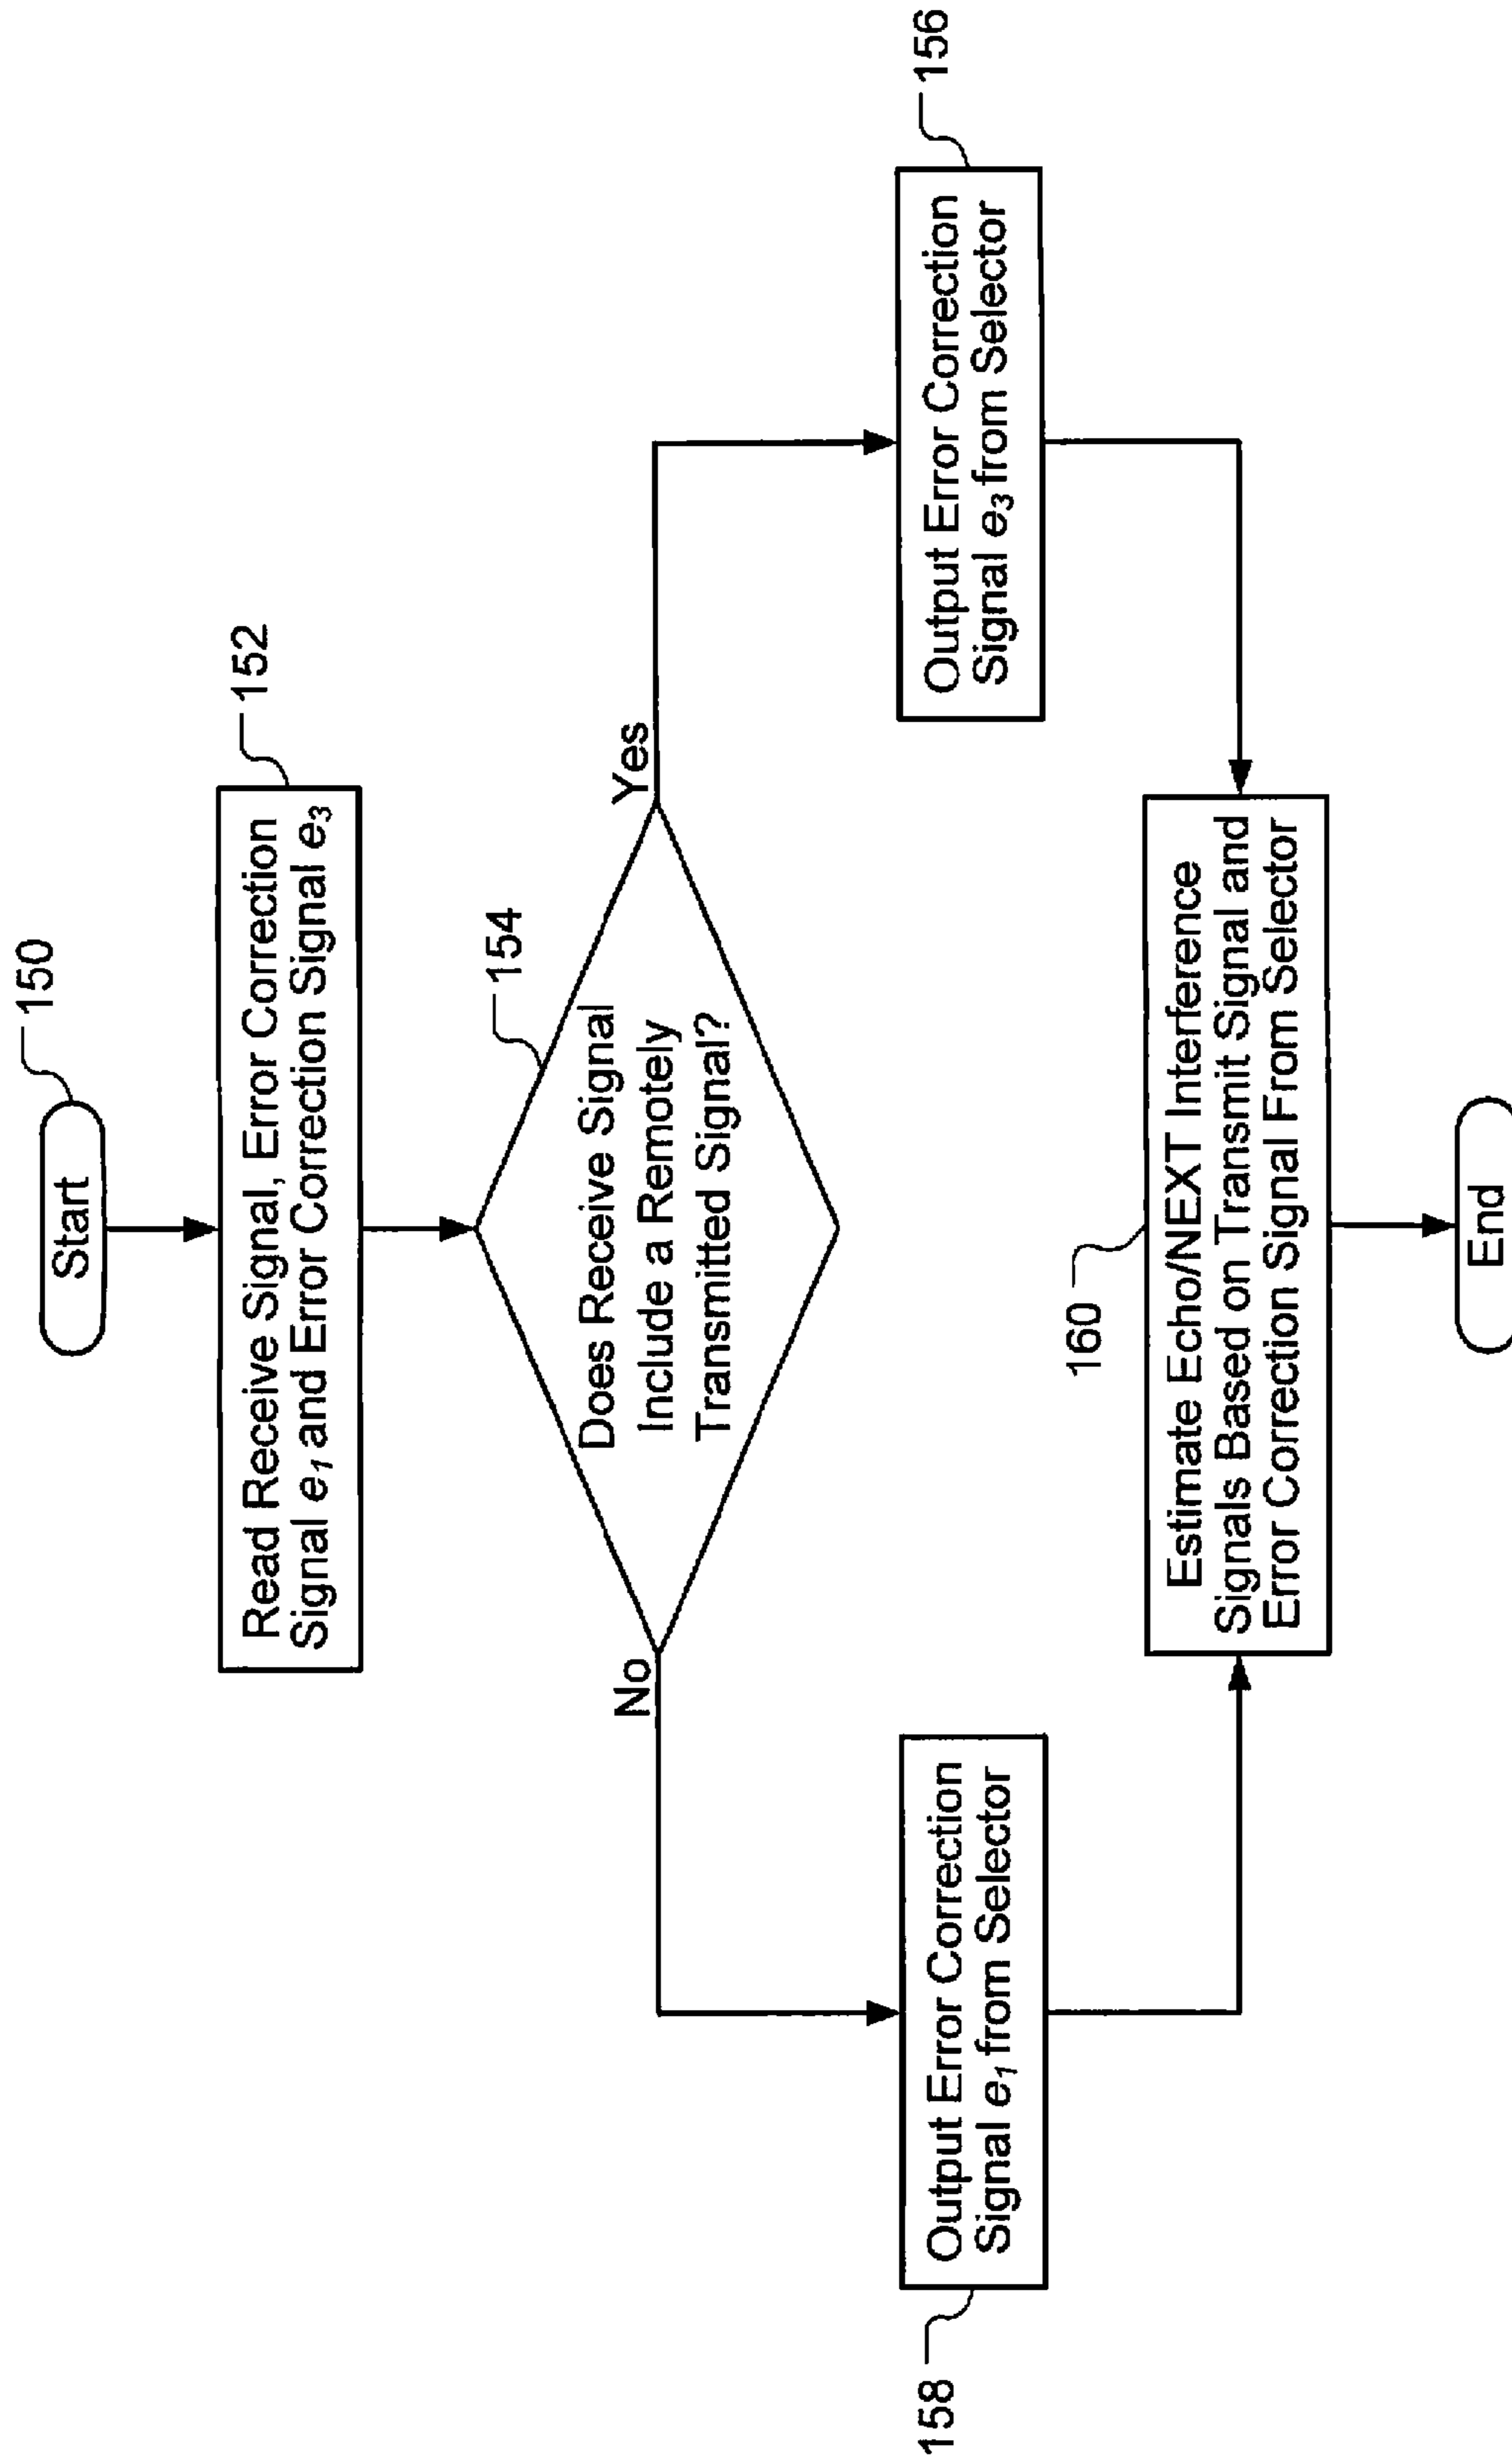 150
Start
152
Read Receive Signal, Error Correction
Signal e1 and Error Correction Signal e3
154
Does Receive Signal
Include a Remotely
Transmitted Signal?
No
Yes
158
Output Error Correction
Signal e1 from Selector
Output Error Correction
Signal e3 from Selector
156
160
Estimate Echo/NEXT Interference
Signals Based on Transmit Signal and
Error Correction Signal From Selector
End